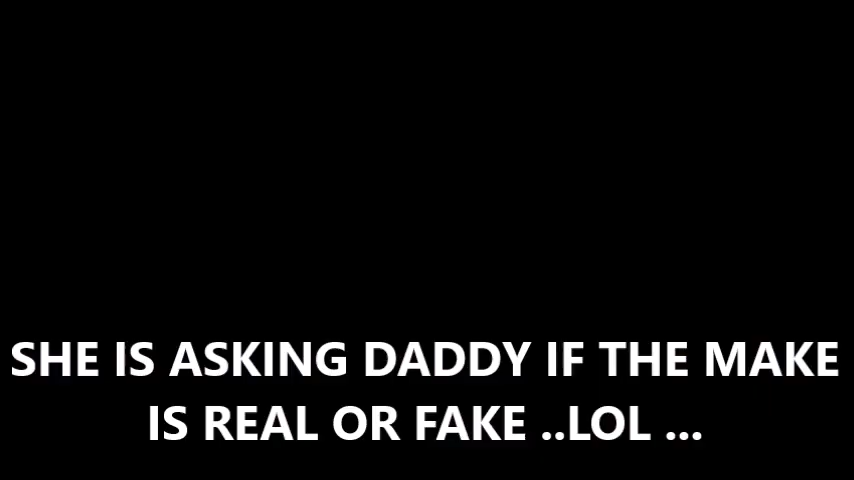 SHE IS ASKING DADDY IF THE MAKE
IS REAL OR FAKE ..LOL ...